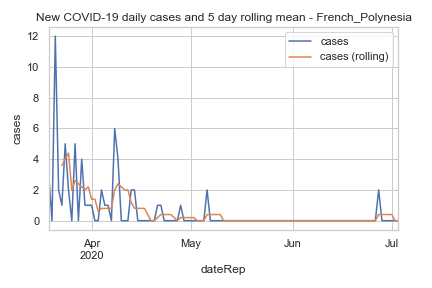 New COVID-19 daily cases and 5 day rolling mean - French_Polynesia
cases
cases (rolling)
12
10
8
6
4
2
0
cases
Apr
2020
May
Jun
Jul
dateRep